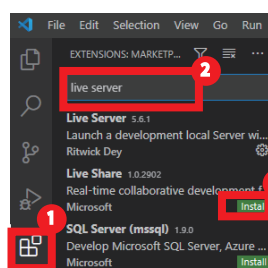 File Edit Selection View Go Run
EXTENSIONS: MARKETP...
2
live server
Live Server 5.6.1
Launch a development local Server wi...
Ritwick Dey
Live Share 1.0.2902
Real-time collaborative development f
Microsoft Instal
1
SQL Server (mssql) 1.9.0
Develop Microsoft SQL Server, Azure ...
Microsoft Install